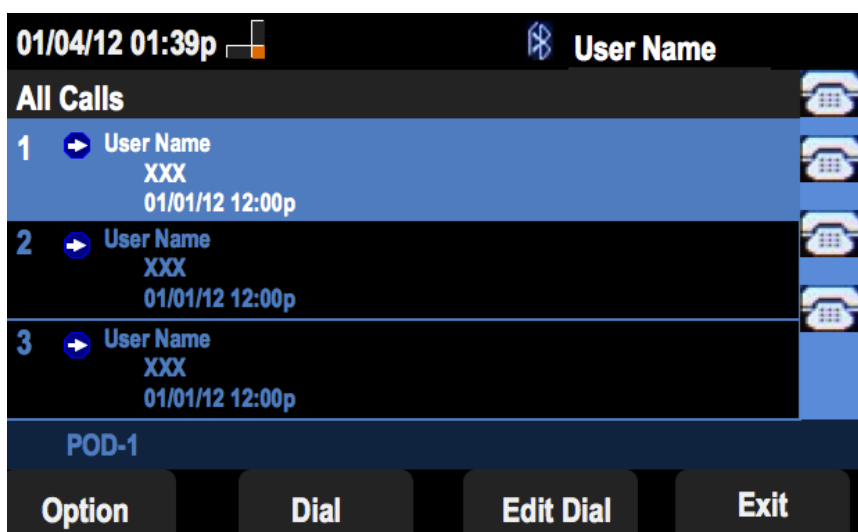 01/04/12 01:39p User Name
All Calls
1 User Name
XXX
01/01/12 12:00p
2 User Name
XXX
01/01/12 12:00p
3 User Name
XXX
01/01/12 12:00p
POD-1
Option Dial Edit Dial Exit